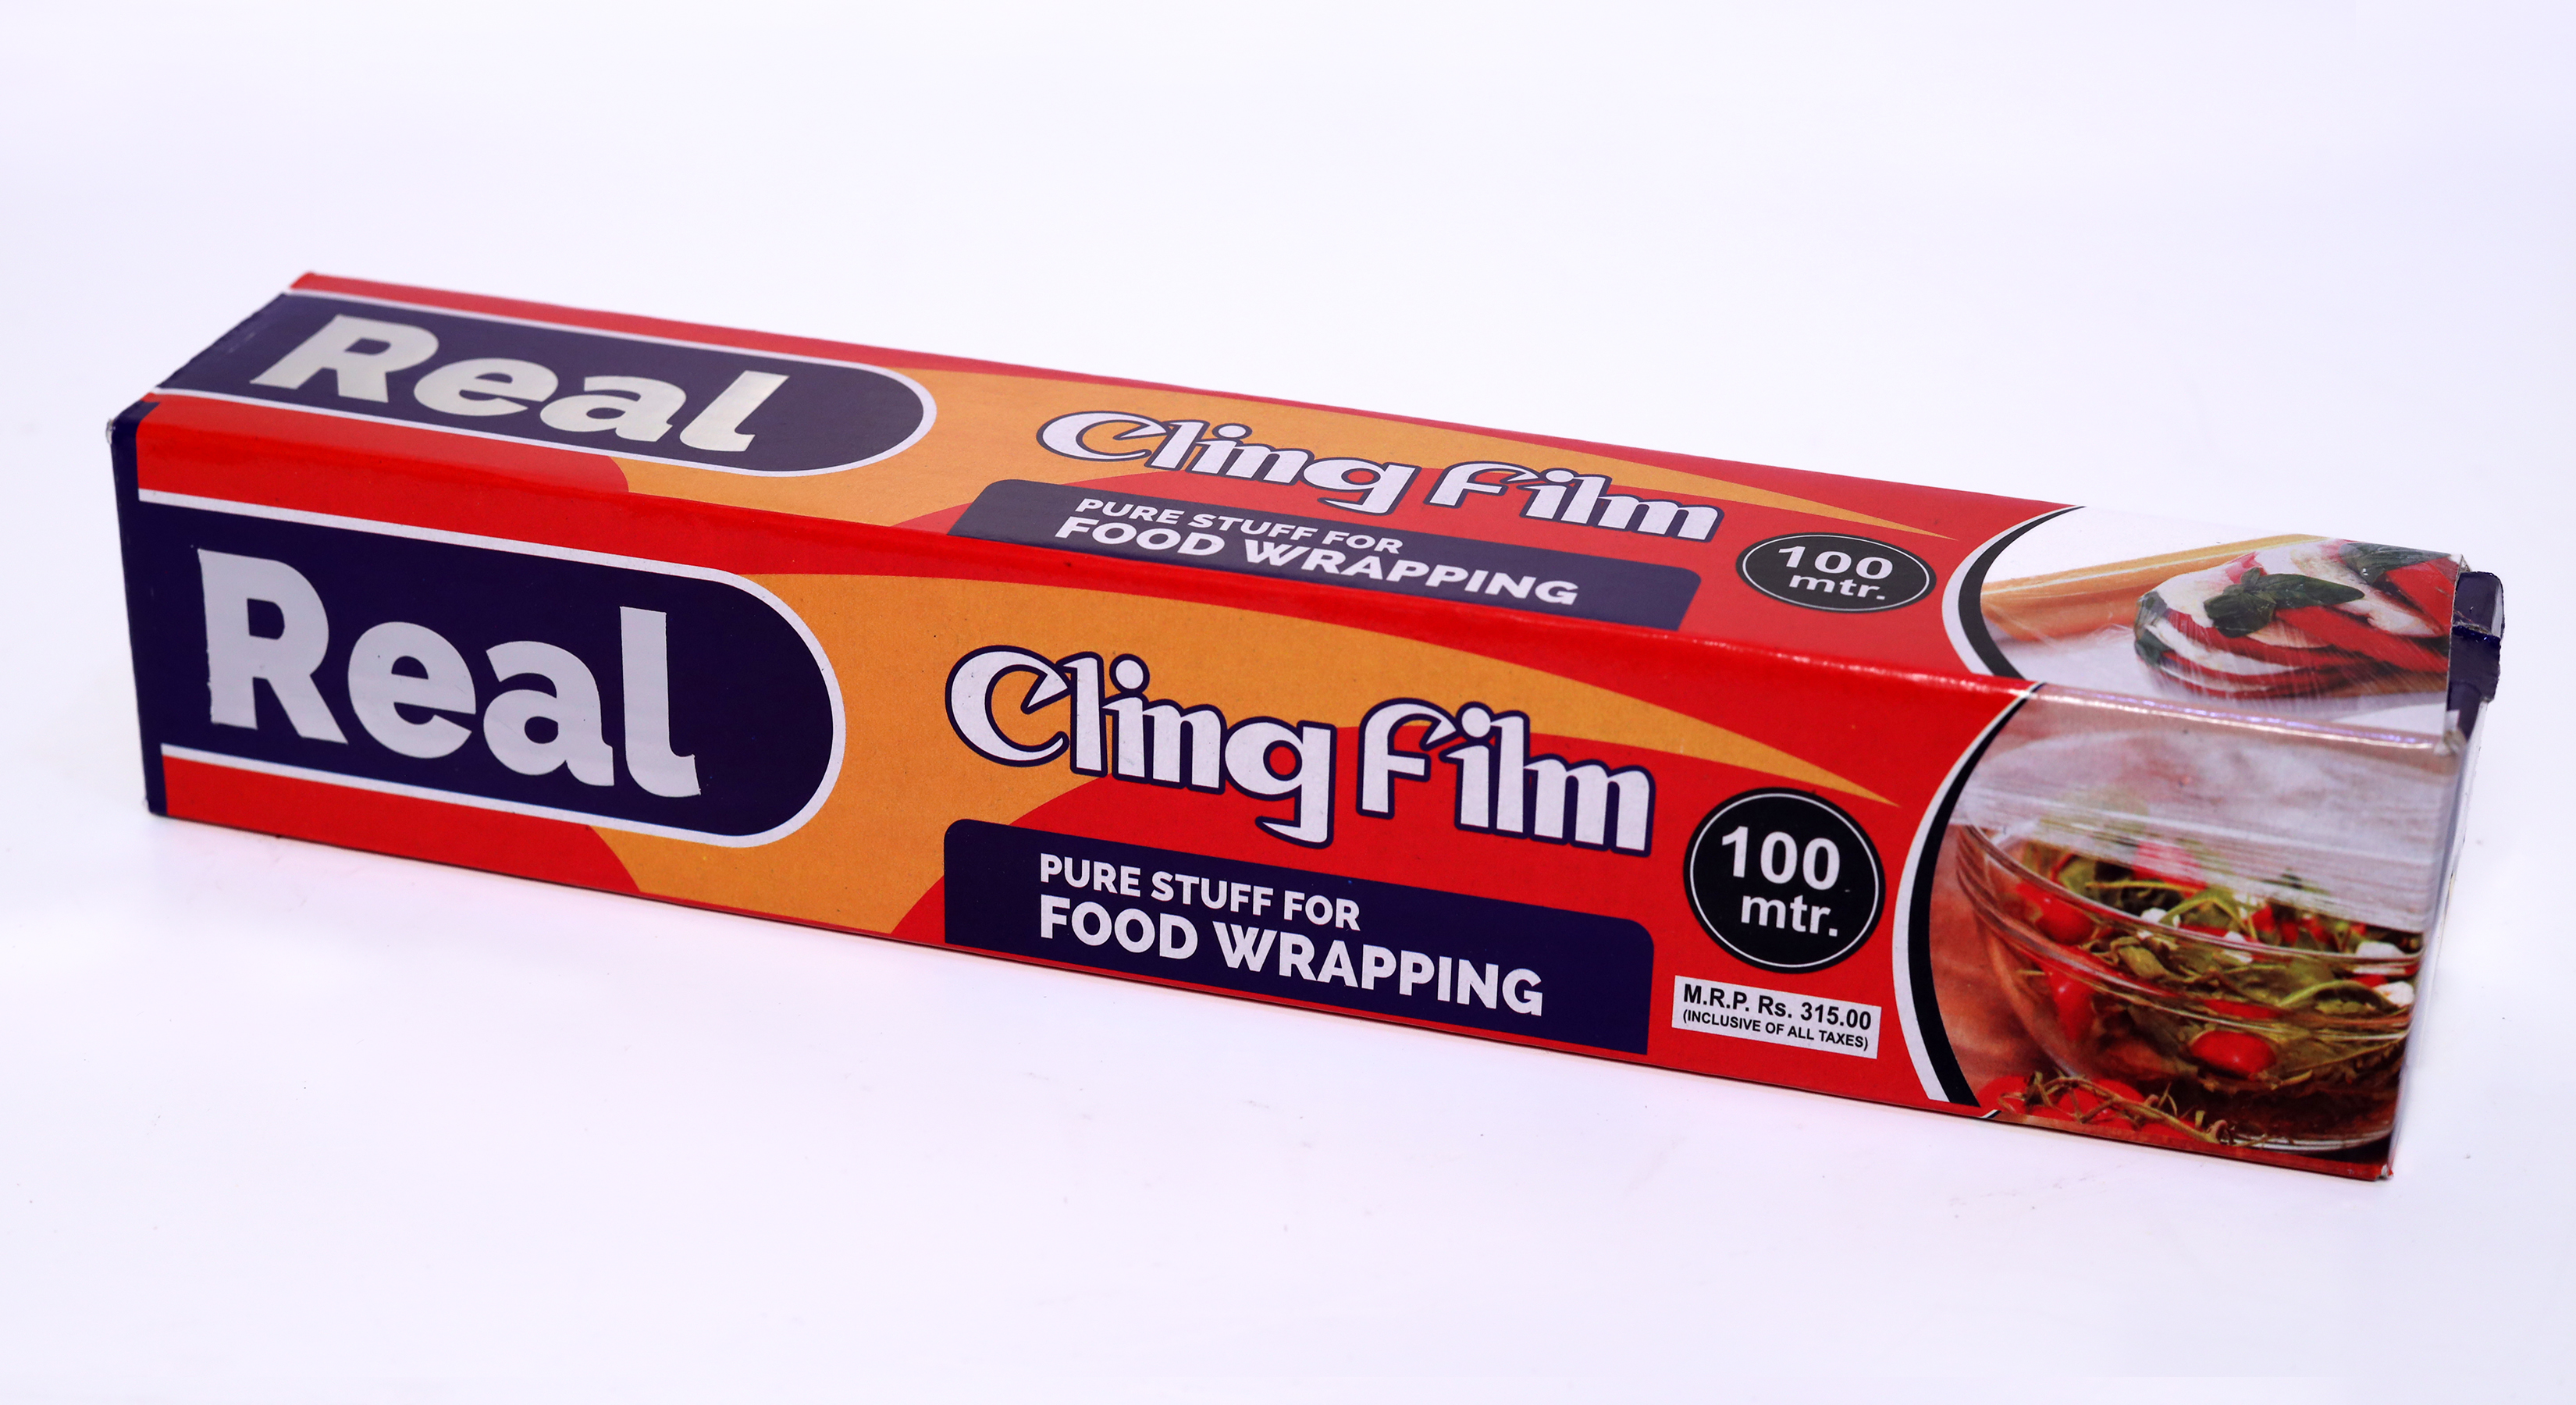 Real
Cling Film
PURE STUFF FOR
FOOD WRAPPING
100
mtr.
Real
Cling Film
PURE STUFF FOR
FOOD WRAPPING
100
mtr.
M.R.P. Rs. 315.00
(INCLUSIVE OF ALL TAXES)